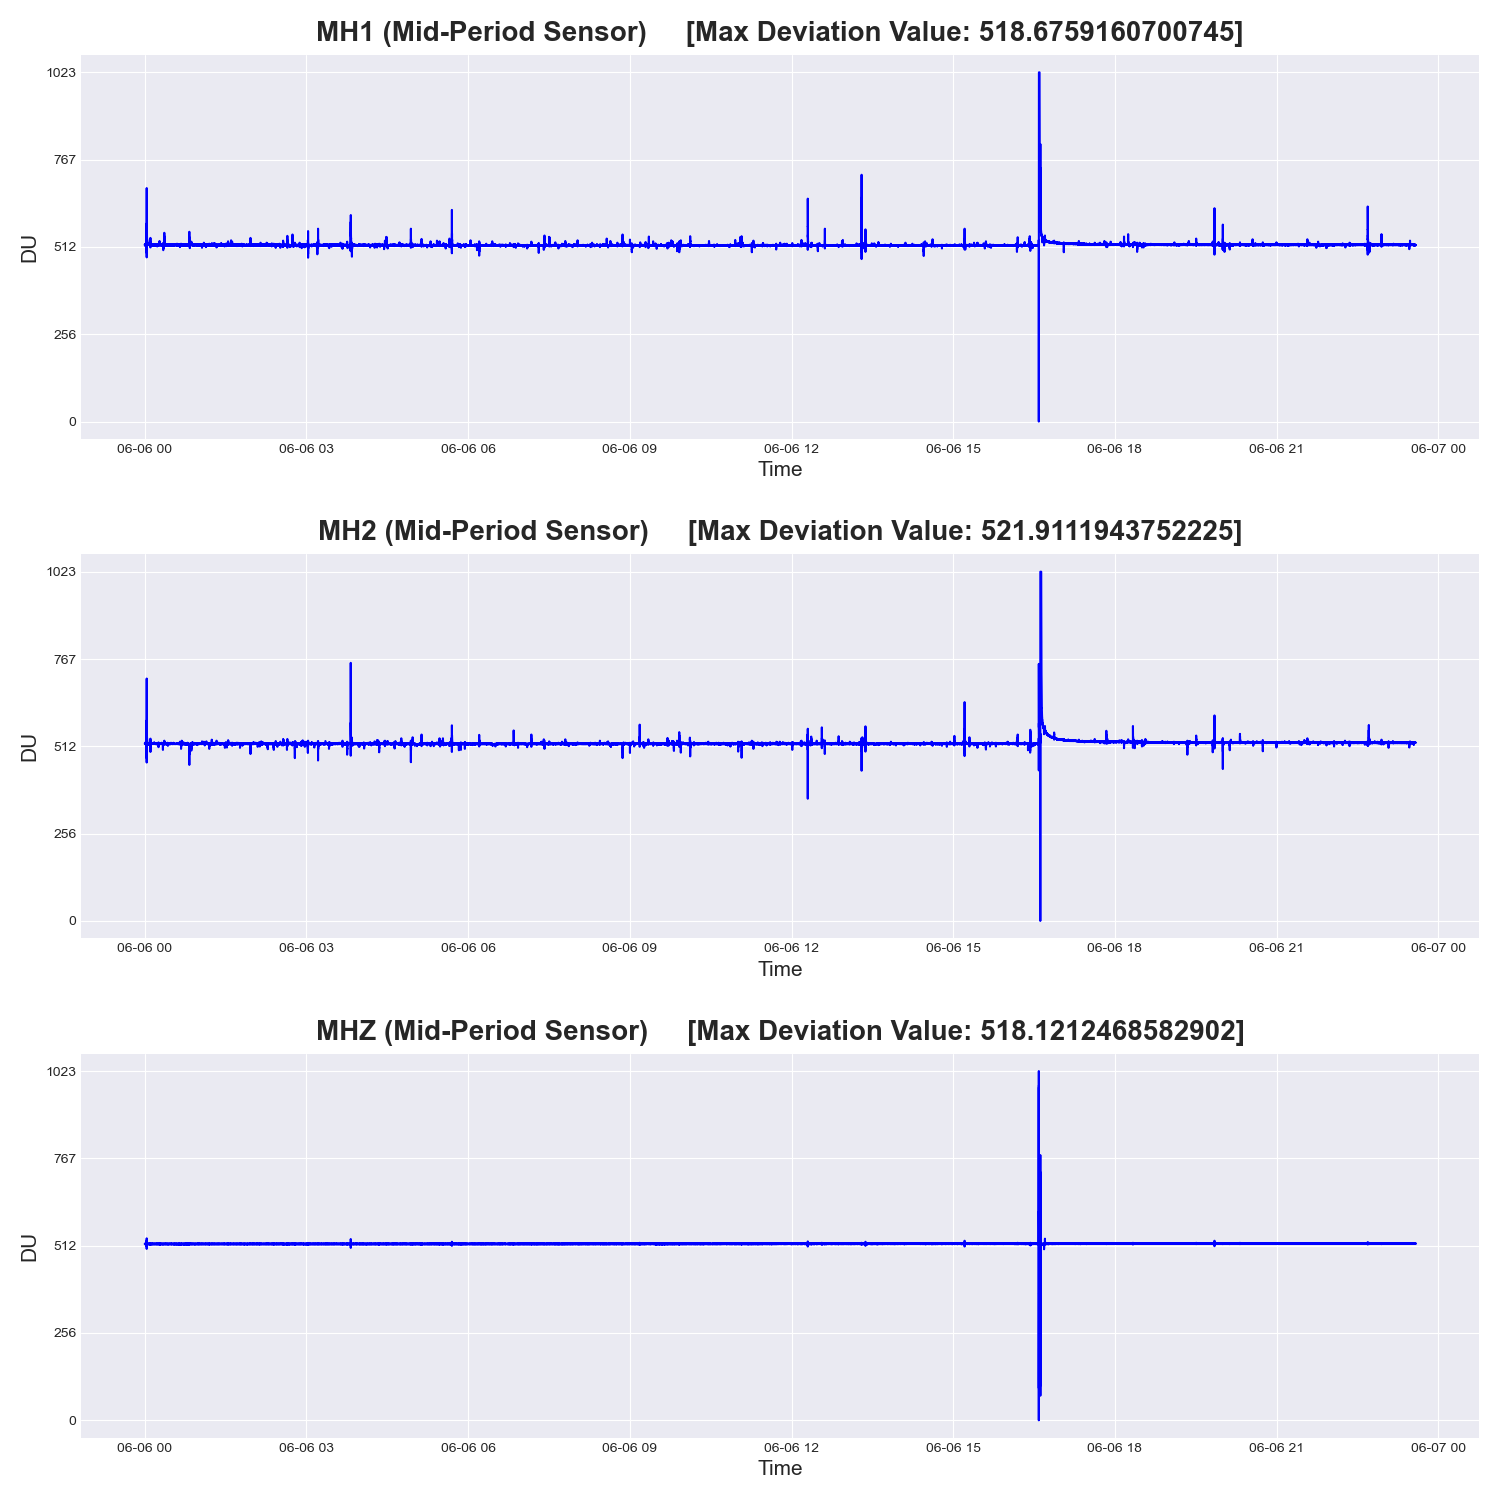 MH1 (Mid-Period Sensor) [Max Deviation Value: 518.6759160700745]
1023
767
512
256
0
DU
06-06 00 06-06 03 06-06 06 06-06 09 06-06 12 06-06 15 06-06 18 06-06 21 06-07 00
Time
MH2 (Mid-Period Sensor) [Max Deviation Value: 521.9111943752225]
1023
767
512
256
0
DU
06-06 00 06-06 03 06-06 06 06-06 09 06-06 12 06-06 15 06-06 18 06-06 21 06-07 00
Time
MHZ (Mid-Period Sensor) [Max Deviation Value: 518.1212468582902]
1023
767
512
256
0
DU
06-06 00 06-06 03 06-06 06 06-06 09 06-06 12 06-06 15 06-06 18 06-06 21 06-07 00
Time